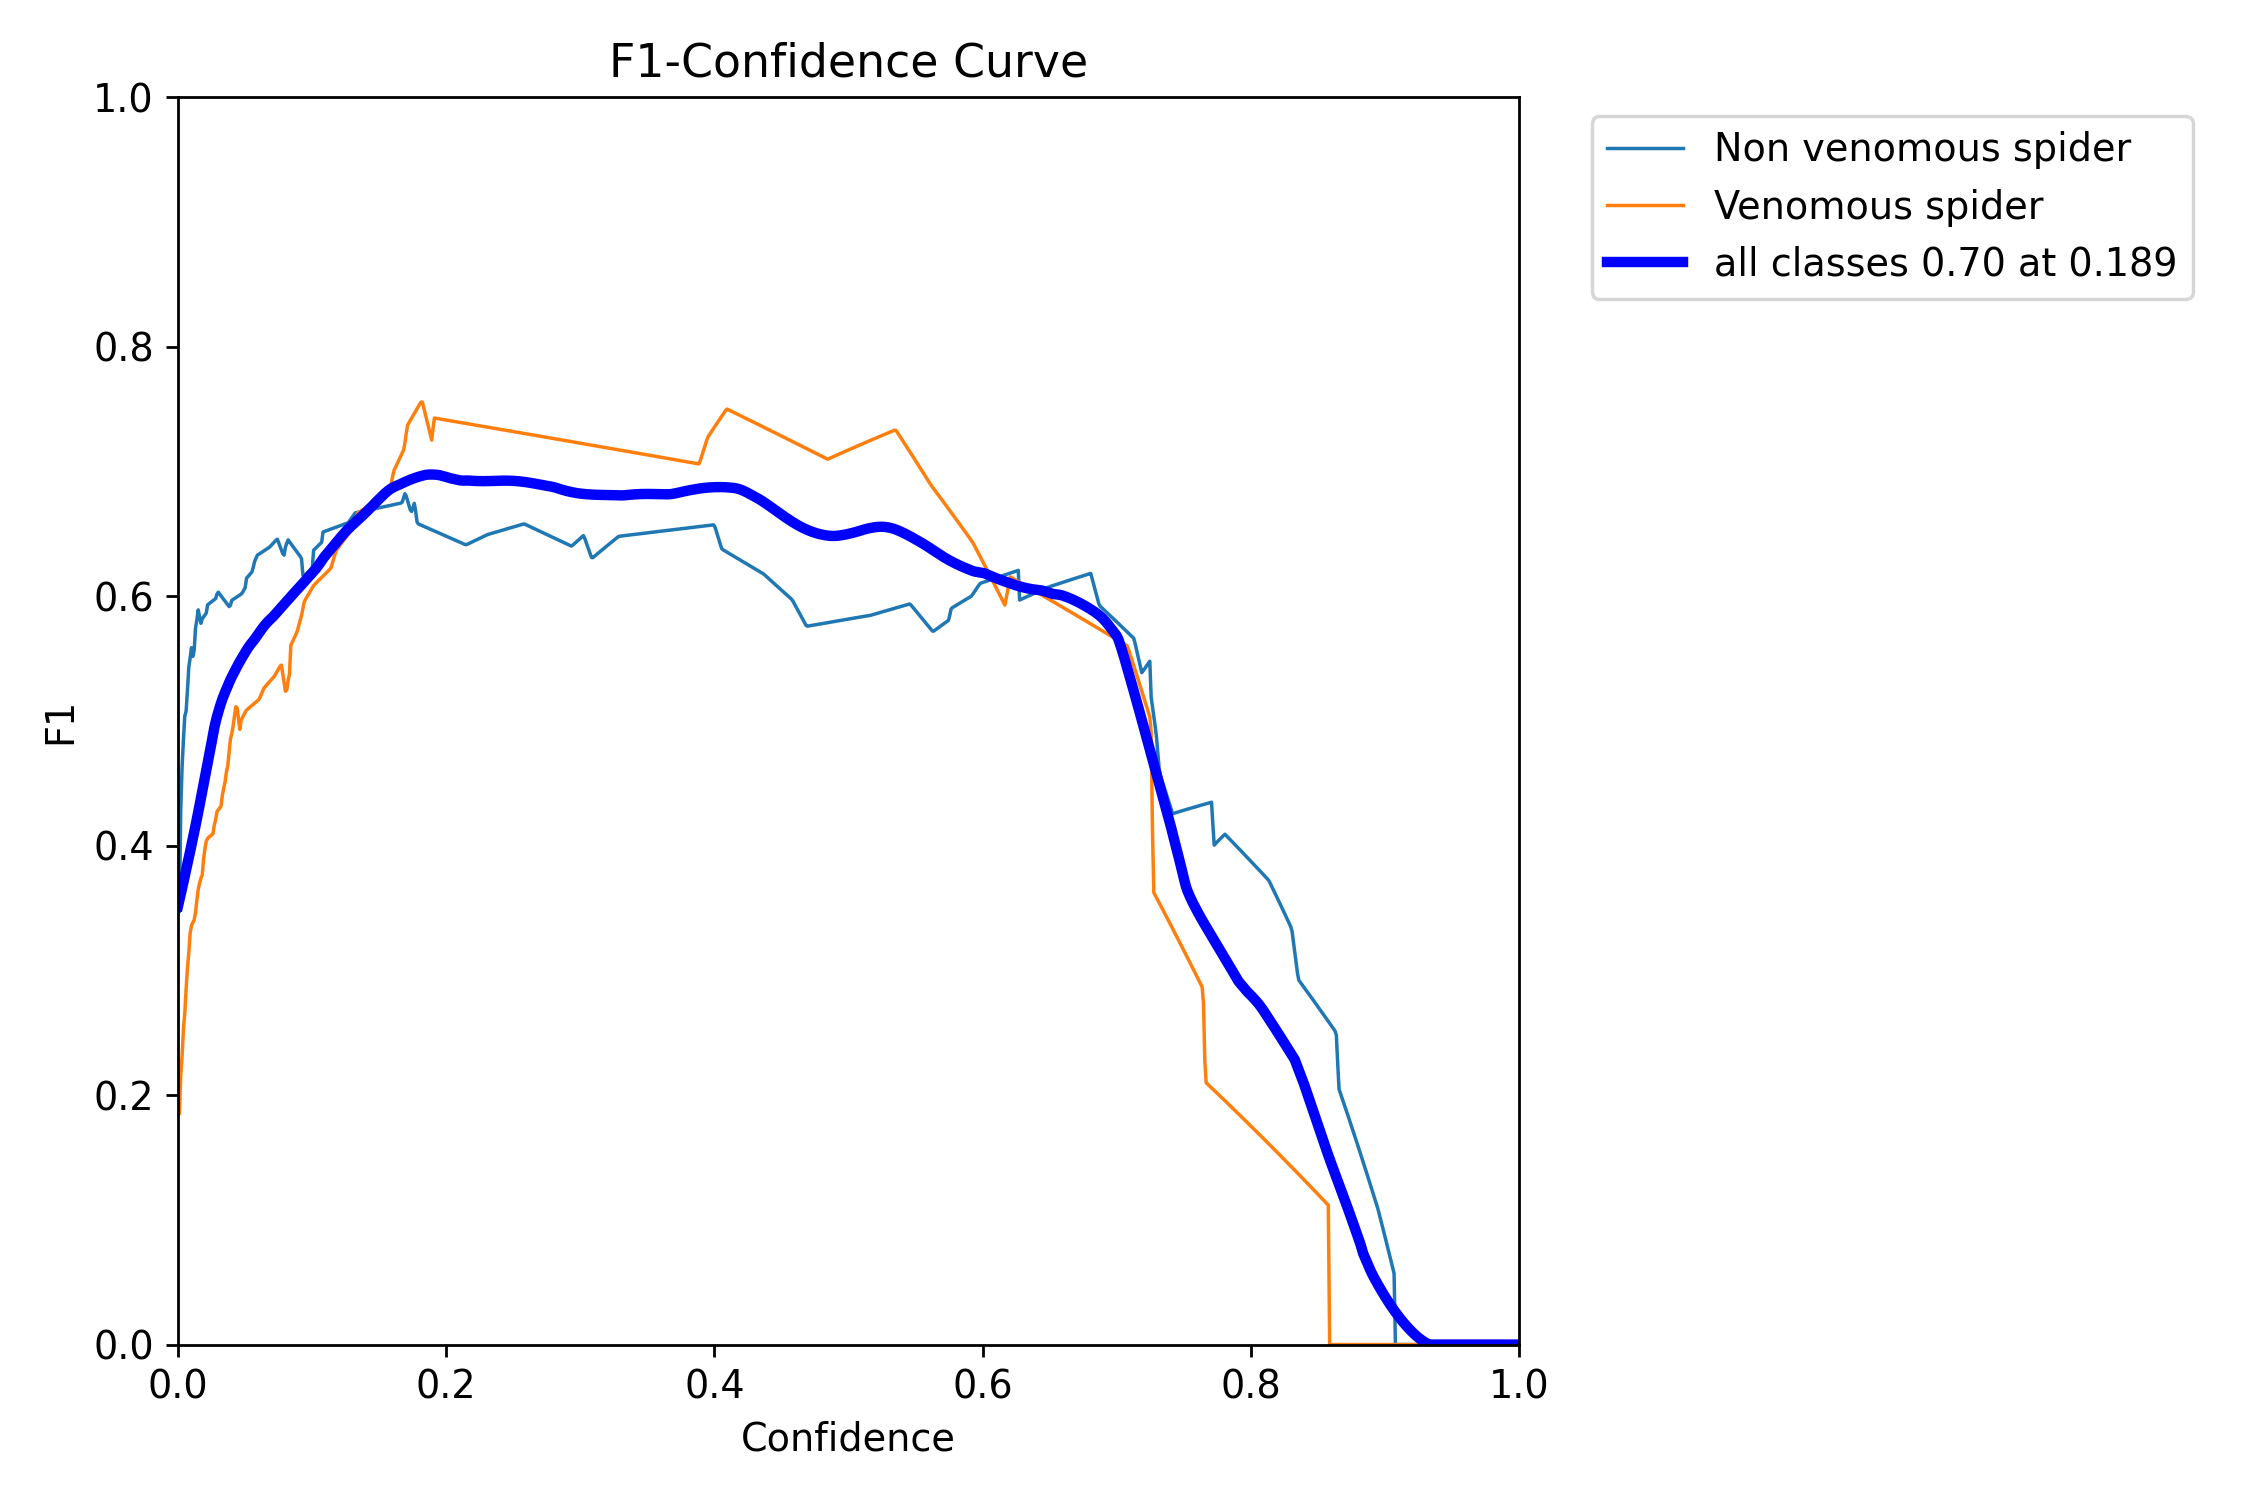 F1-Confidence Curve
1.0
0.8
0.6
0.4
0.2
0.0
F1
0.0 0.2 0.4 0.6 0.8 1.0
Confidence
Non venomous spider
Venomous spider
all classes 0.70 at 0.189